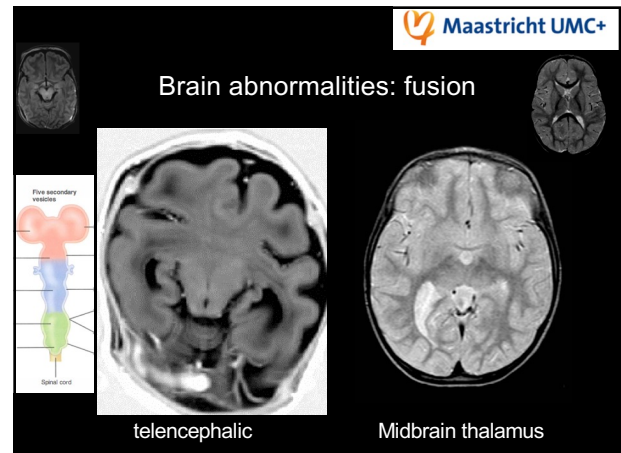 Maastricht UMC+
Brain abnormalities: fusion
Five secondary
vesicles
Spinal cord
telencephalic
Midbrain thalamus